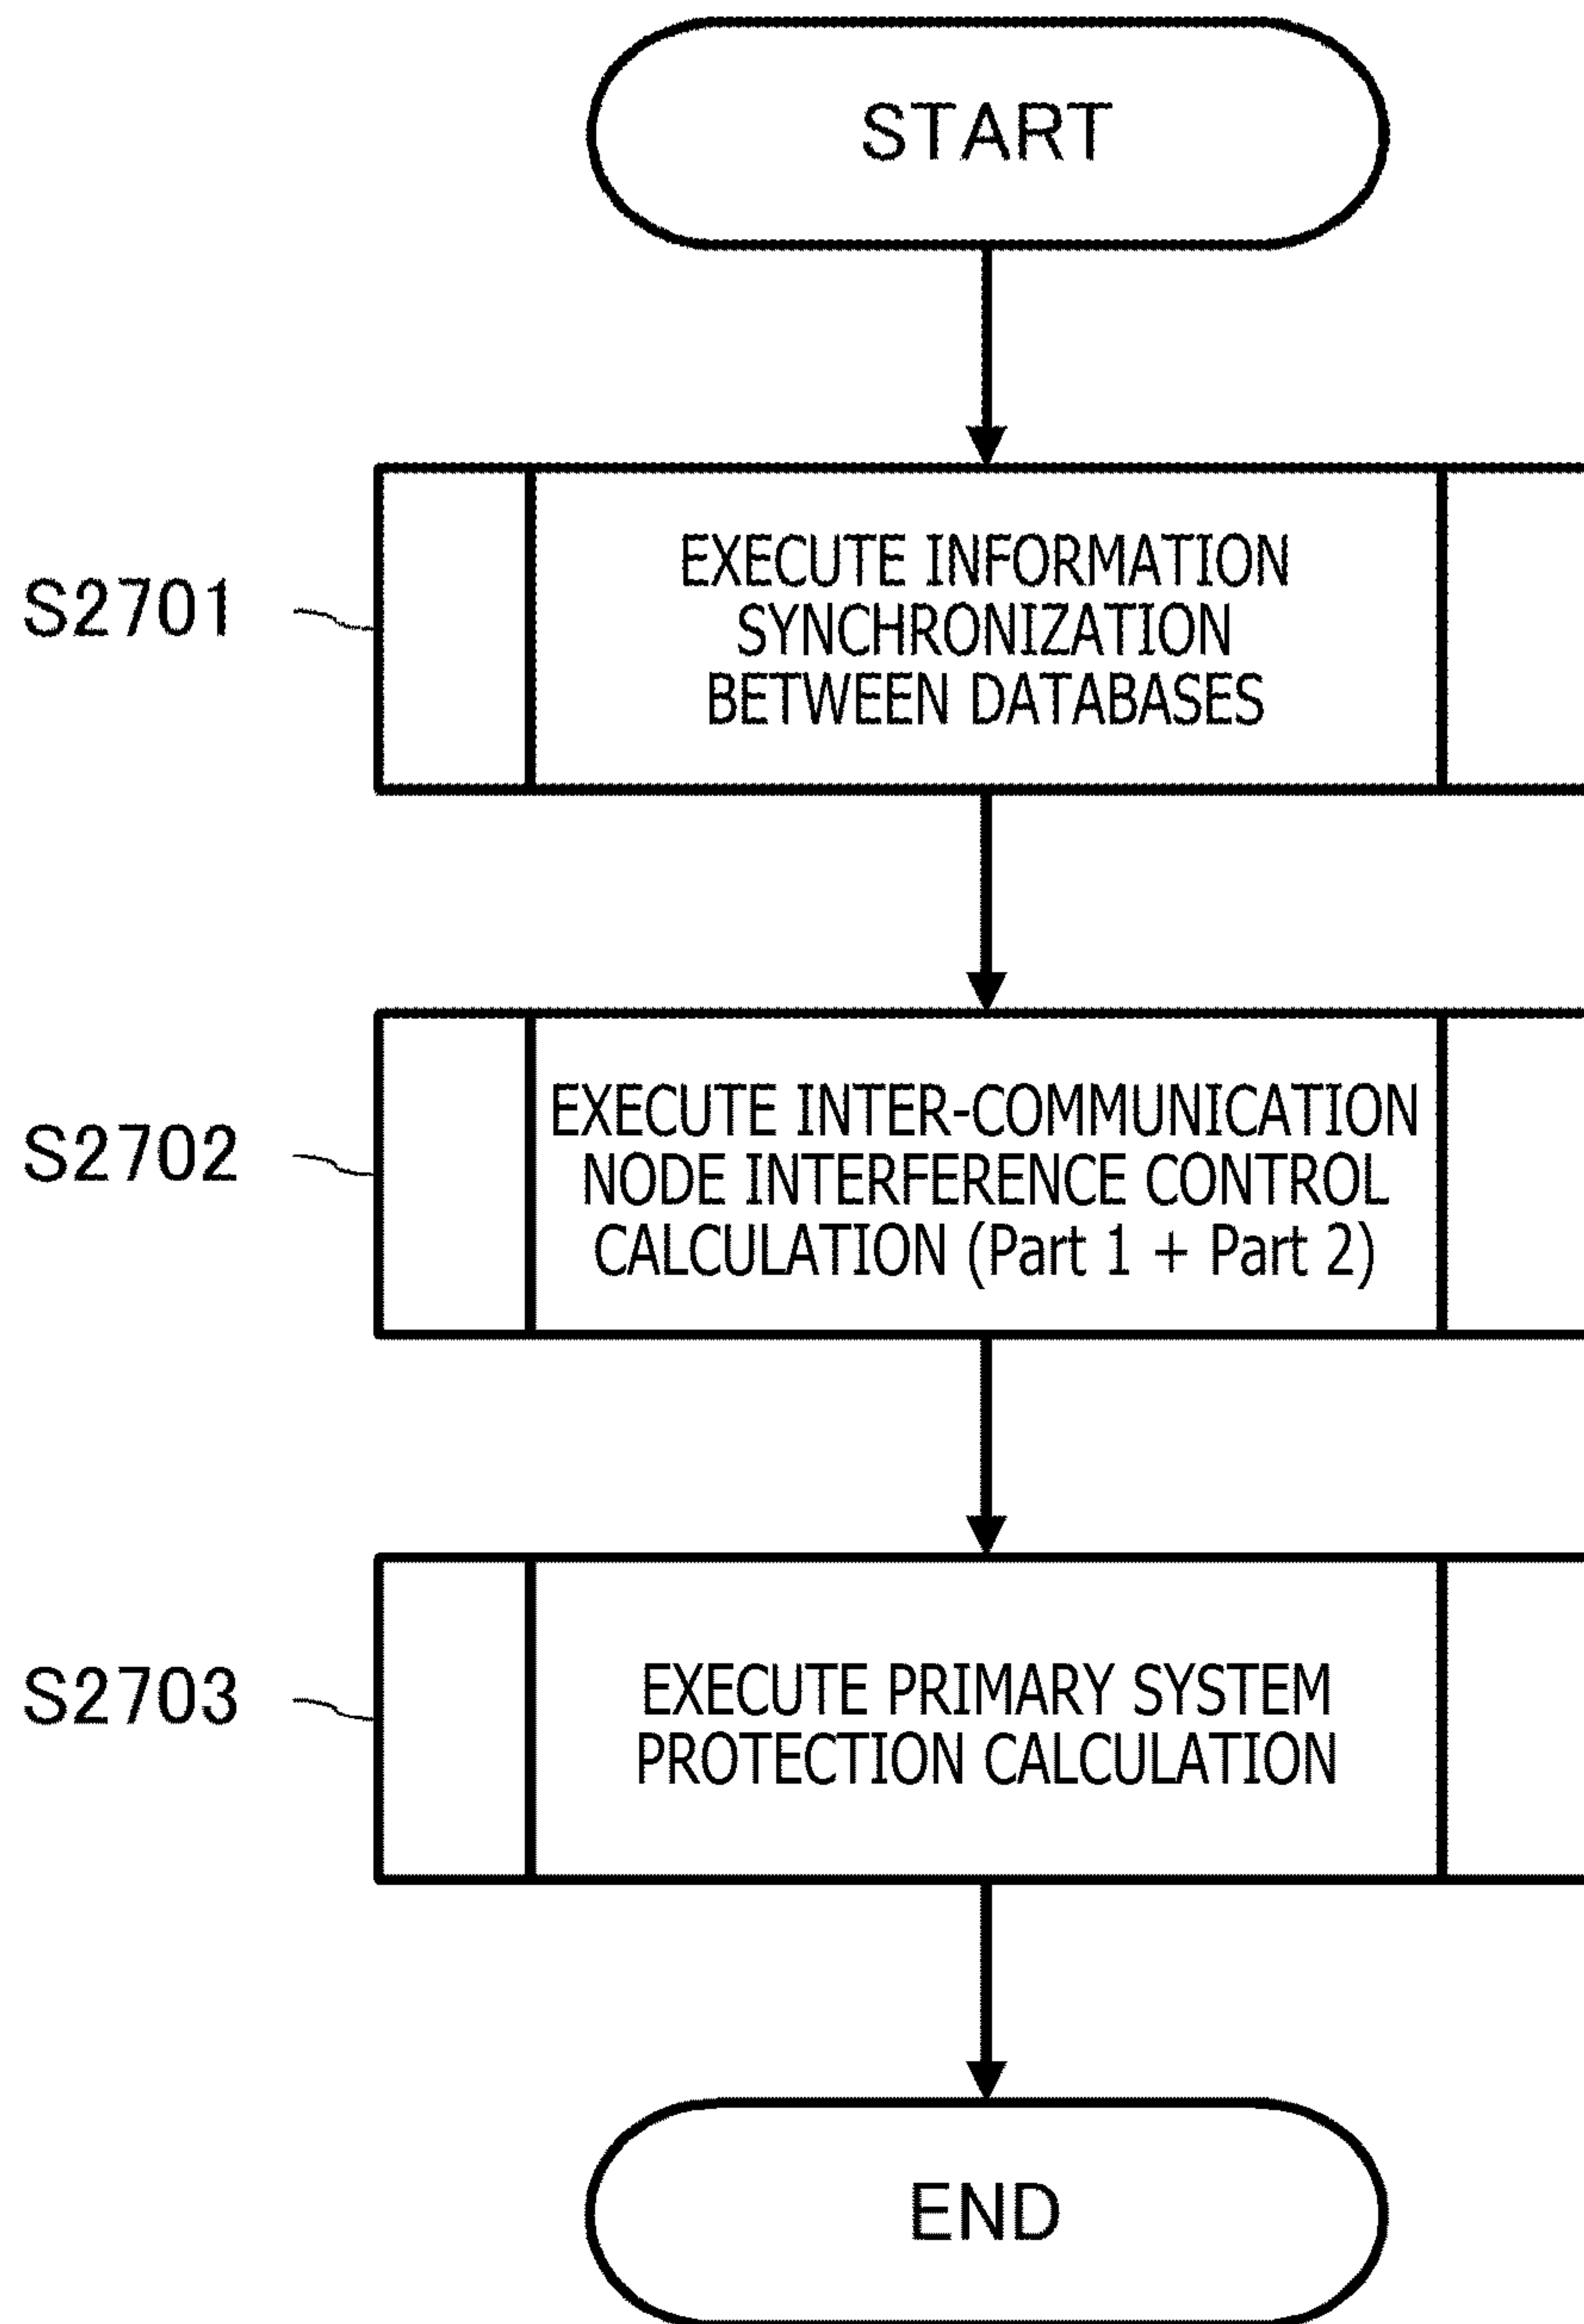 START
S2701
EXECUTE INFORMATION
SYNCHRONIZATION
BETWEEN DATABASES
S2702
EXECUTE INTER-COMMUNICATION
NODE INTERFERENCE CONTROL
CALCULATION (Part 1 + Part 2)
S2703
EXECUTE PRIMARY SYSTEM
PROTECTION CALCULATION
END